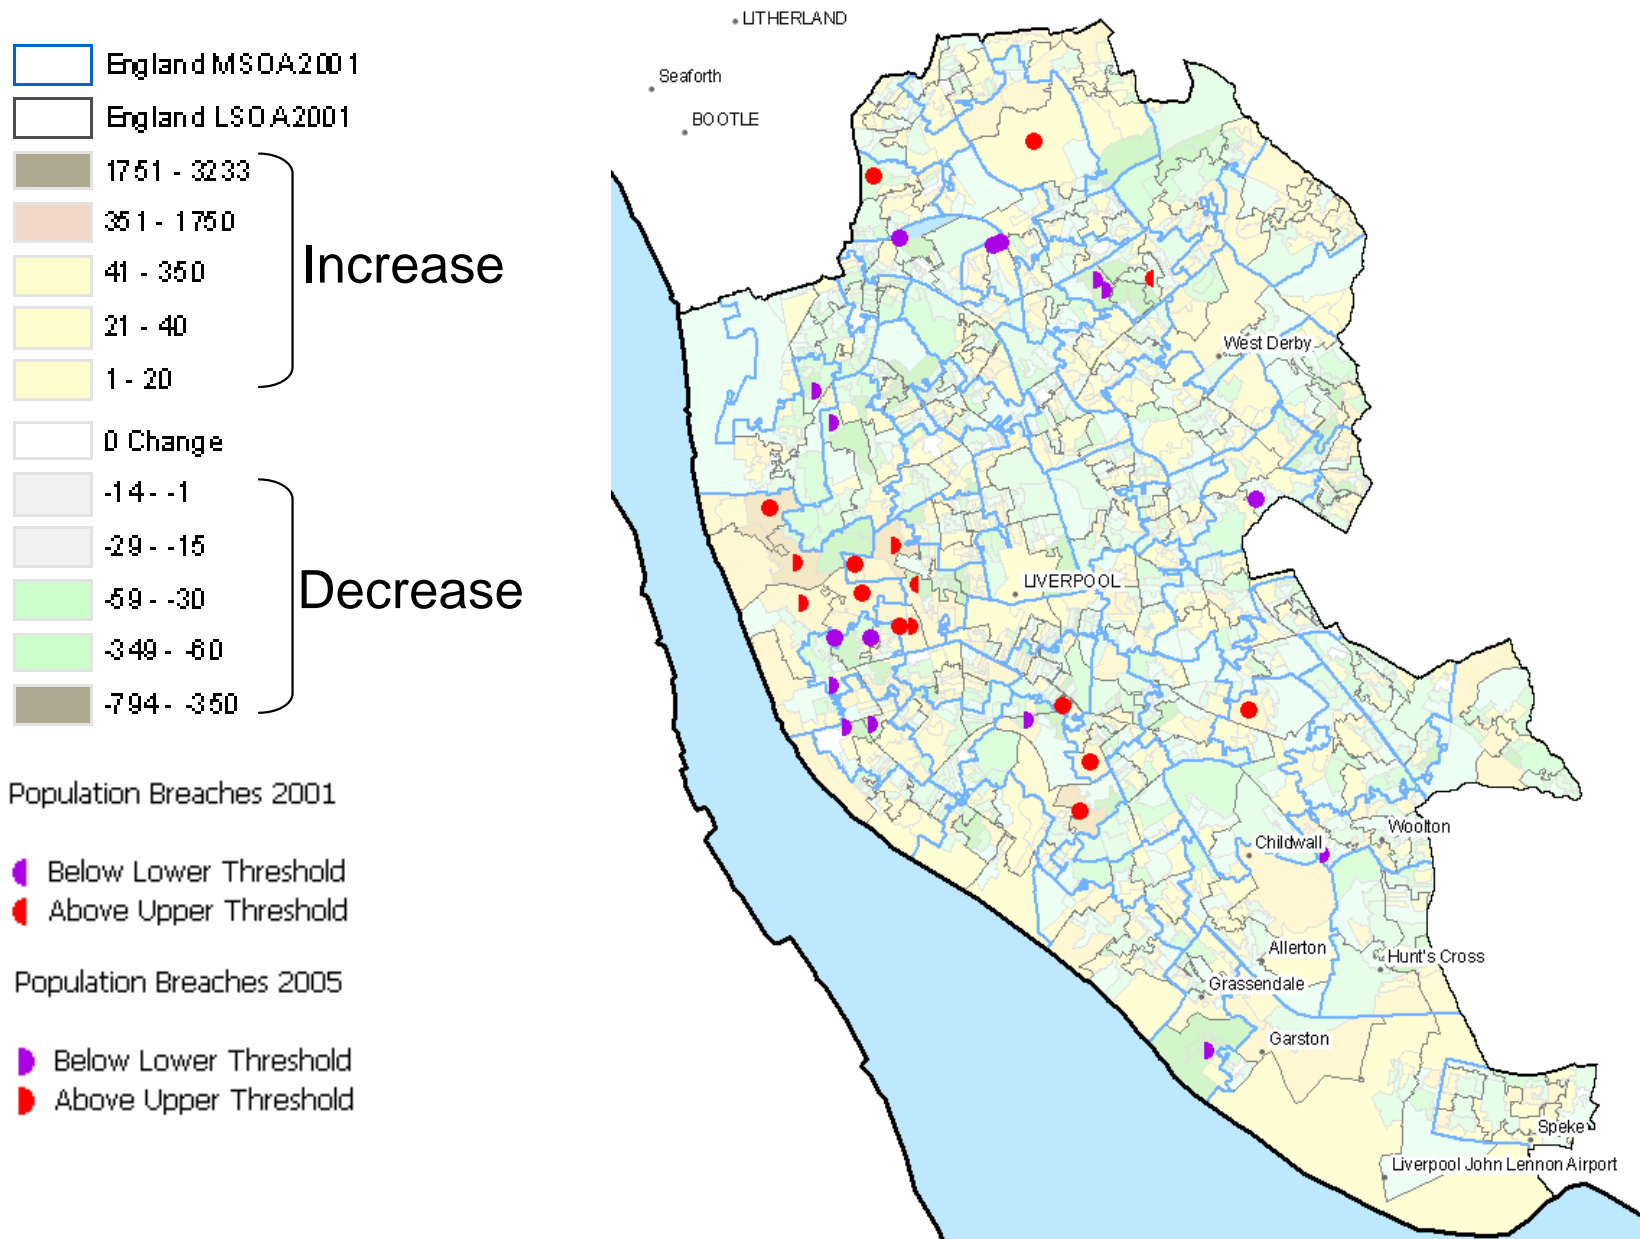 England MSOA2001
England LSOA2001
1751 - 3233
351 - 1750
41 - 350
21 - 40
1 - 20
Increase
0 Change
-14 - -1
-29 - -15
-59 - -30
-349 - -60
-794 - -350
Decrease
Population Breaches 2001
Below Lower Threshold
Above Upper Threshold
Population Breaches 2005
Below Lower Threshold
Above Upper Threshold
LITHERLAND
Seaforth
BOOTLE
West Derby
LIVERPOOL
Woolton
Childwall
Allerton
Hunt's Cross
Grassendale
Garston
Speke
Liverpool John Lennon Airport